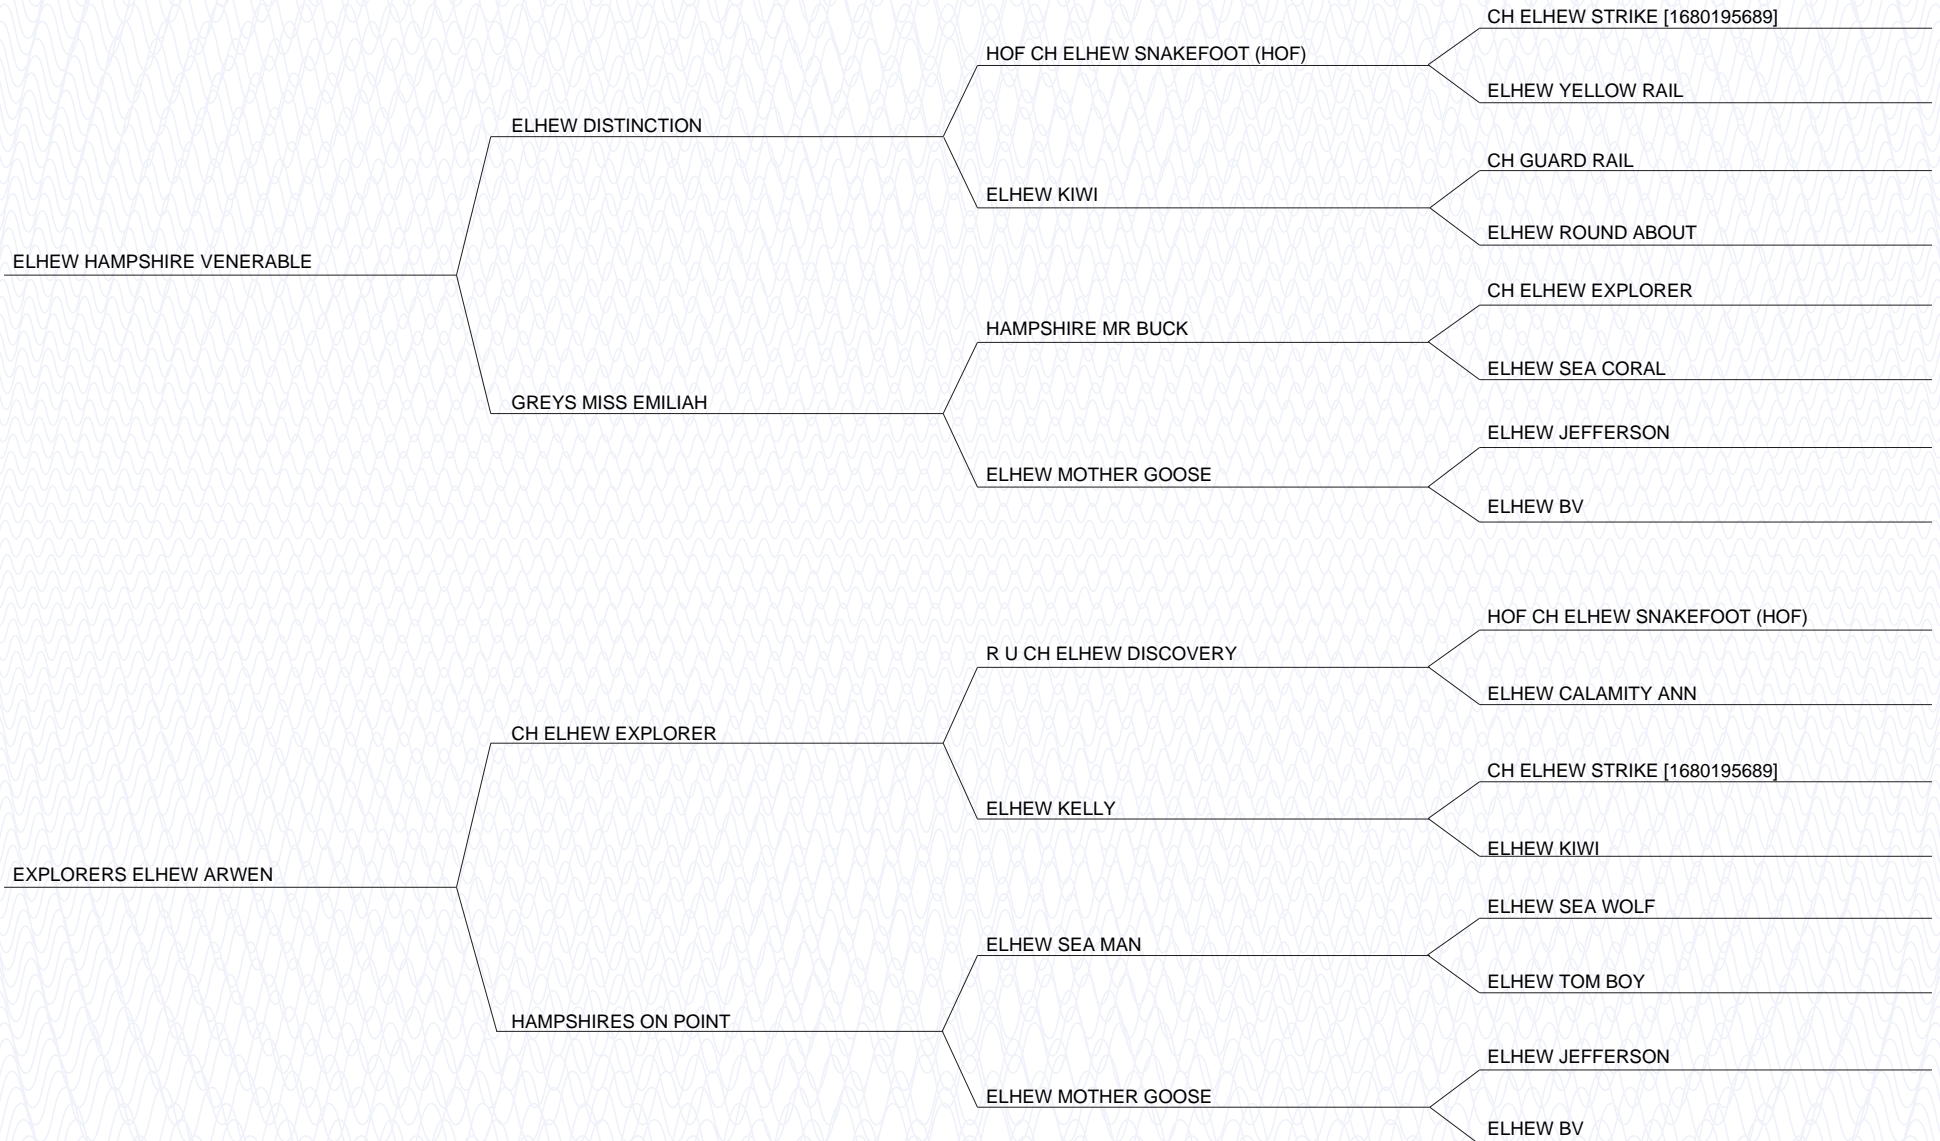 CH ELHEW STRIKE [1680195689]
HOF CH ELHEW SNAKEFOOT (HOF)
ELHEW YELLOW RAIL
ELHEW DISTINCTION
CH GUARD RAIL
ELHEW KIWI
ELHEW ROUND ABOUT
ELHEW HAMPSHIRE VENERABLE
CH ELHEW EXPLORER
HAMPSHIRE MR BUCK
ELHEW SEA CORAL
GREYS MISS EMILIAH
ELHEW JEFFERSON
ELHEW MOTHER GOOSE
ELHEW BV
HOF CH ELHEW SNAKEFOOT (HOF)
R U CH ELHEW DISCOVERY
ELHEW CALAMITY ANN
CH ELHEW EXPLORER
CH ELHEW STRIKE [1680195689]
ELHEW KELLY
ELHEW KIWI
EXPLORERS ELHEW ARWEN
ELHEW SEA WOLF
ELHEW SEA MAN
ELHEW TOM BOY
HAMPSHIRES ON POINT
ELHEW JEFFERSON
ELHEW MOTHER GOOSE
ELHEW BV